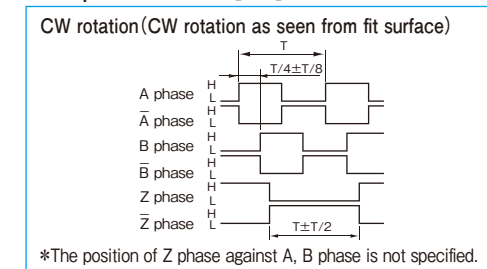 CW rotation(CW rotation as seen from fit surface)
T
T/4±T/8
A phase H L
A̅ phase H L
B phase H L
B̅ phase H L
Z phase H L
Z̅ phase H L
T±T/2
*The position of Z phase against A, B phase is not specified.